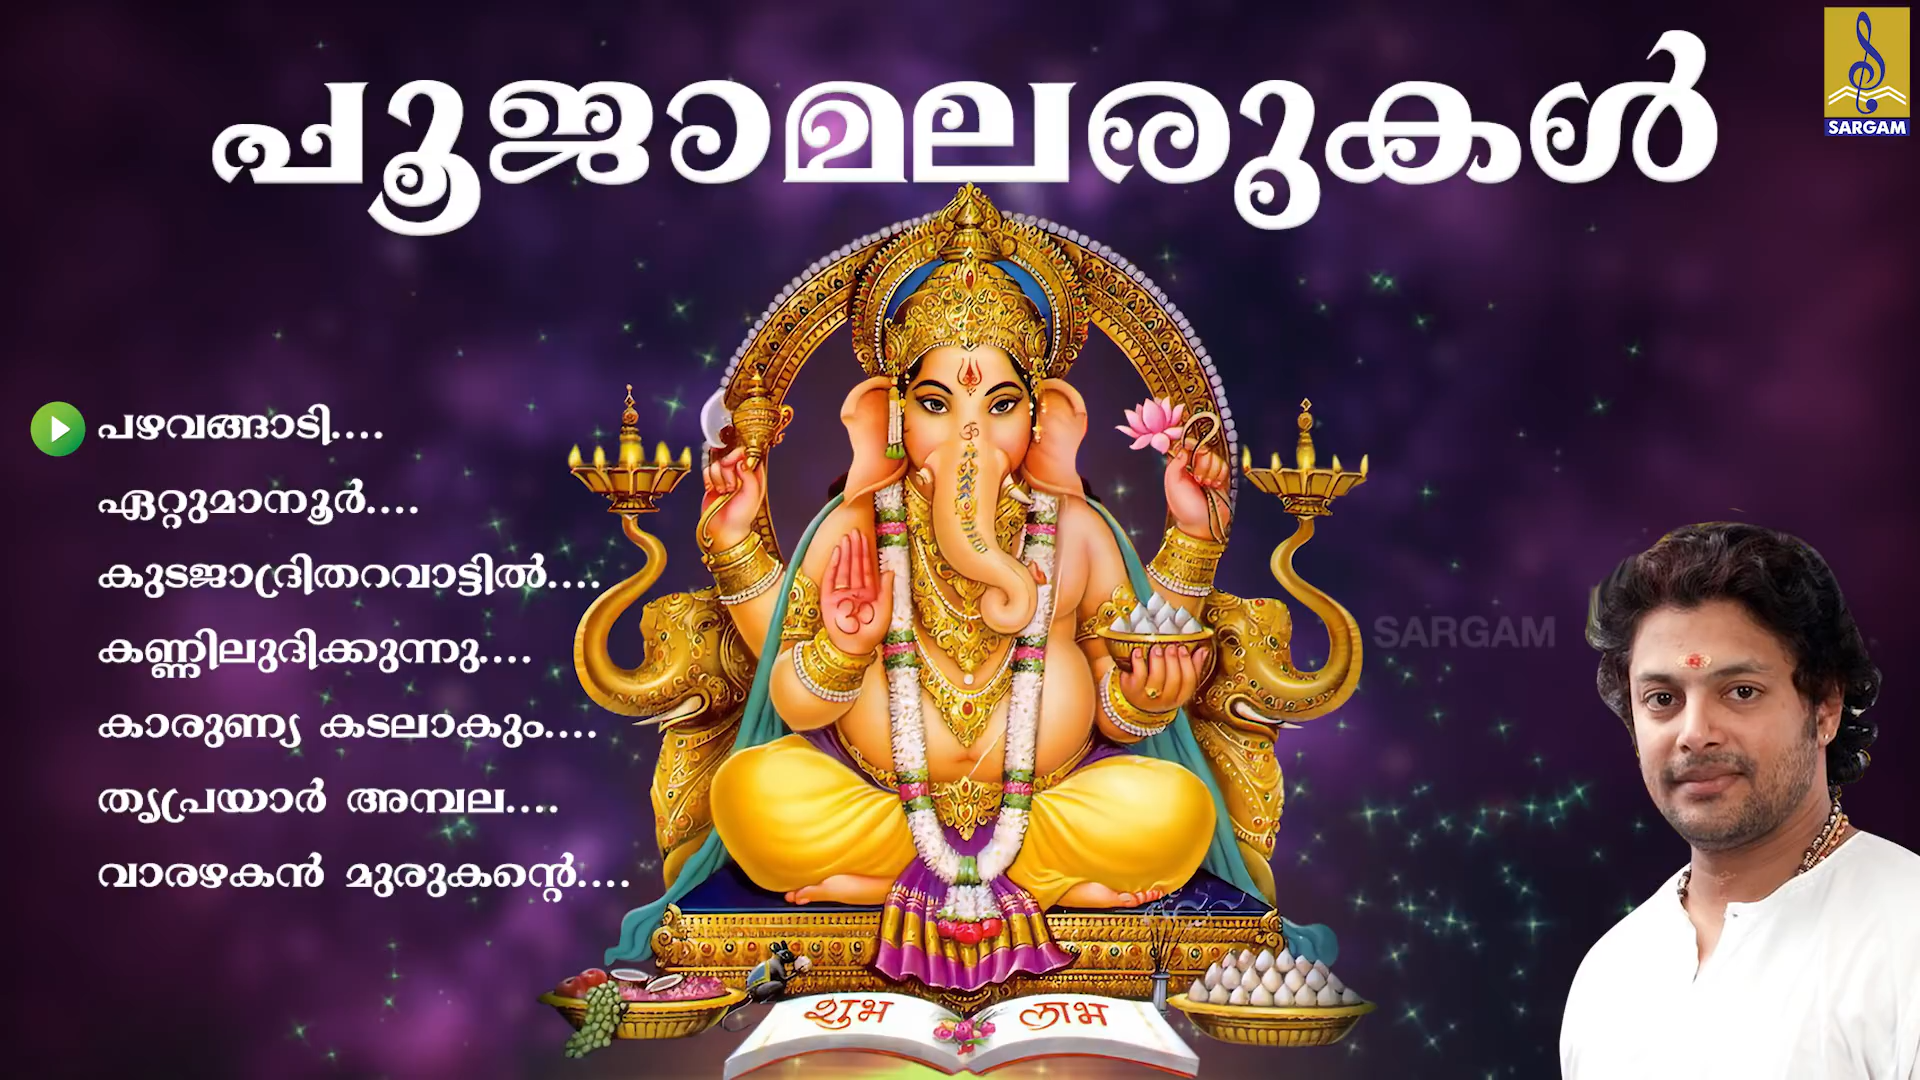 പൂജാമലരുകൾ
SARGAM
പഴവങ്ങാടി....
ഏറ്റുമാനൂർ....
കുടജാദ്രിതറവാട്ടിൽ....
കണ്ണിലുദിക്കുന്നു....
SARGAM
കാരുണ്യ കടലാകും....
തൃപ്രയാർ അമ്പല....
വാരഴകൻ മുരുകന്റെ....
शुभ लाभ